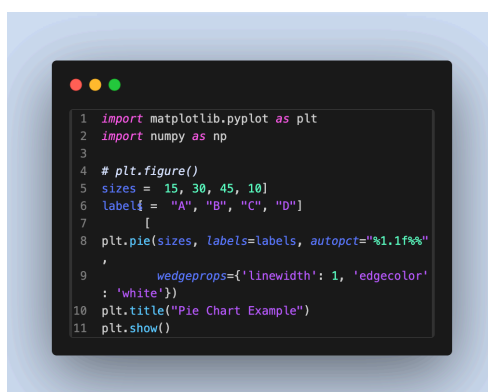 1 import matplotlib.pyplot as plt
2 import numpy as np
3
4 # plt.figure()
5 sizes =  15, 30, 45, 10]
6 label[ =  "A", "B", "C", "D"]
7       [
8 plt.pie(sizes, labels=labels, autopct="%1.1f%%"
,
9         wedgeprops={'linewidth': 1, 'edgecolor'
: 'white'})
10 plt.title("Pie Chart Example")
11 plt.show()